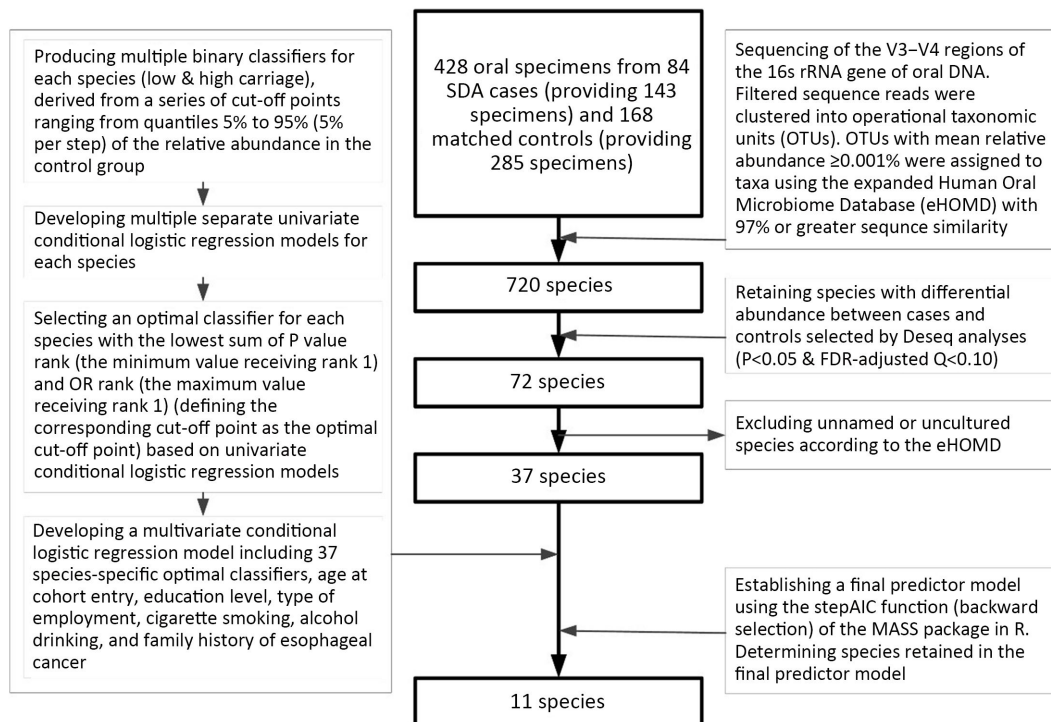 Producing multiple binary classifiers for
each species (low & high carriage),
derived from a series of cut-off points
ranging from quantiles 5% to 95% (5%
per step) of the relative abundance in the
control group
Developing multiple separate univariate
conditional logistic regression models for
each species
Selecting an optimal classifier for each
species with the lowest sum of P value
rank (the minimum value receiving rank 1)
and OR rank (the maximum value
receiving rank 1) (defining the
corresponding cut-off point as the optimal
cut-off point) based on univariate
conditional logistic regression models
Developing a multivariate conditional
logistic regression model including 37
species-specific optimal classifiers, age at
cohort entry, education level, type of
employment, cigarette smoking, alcohol
drinking, and family history of esophageal
cancer
428 oral specimens from 84
SDA cases (providing 143
specimens) and 168
matched controls (providing
285 specimens)
720 species
72 species
37 species
11 species
Sequencing of the V3–V4 regions of
the 16s rRNA gene of oral DNA.
Filtered sequence reads were
clustered into operational taxonomic
units (OTUs). OTUs with mean relative
abundance ≥0.001% were assigned to
taxa using the expanded Human Oral
Microbiome Database (eHOMD) with
97% or greater sequnce similarity
Retaining species with differential
abundance between cases and
controls selected by Deseq analyses
(P<0.05 & FDR-adjusted Q<0.10)
Excluding unnamed or uncultured
species according to the eHOMD
Establishing a final predictor model
using the stepAIC function (backward
selection) of the MASS package in R.
Determining species retained in the
final predictor model